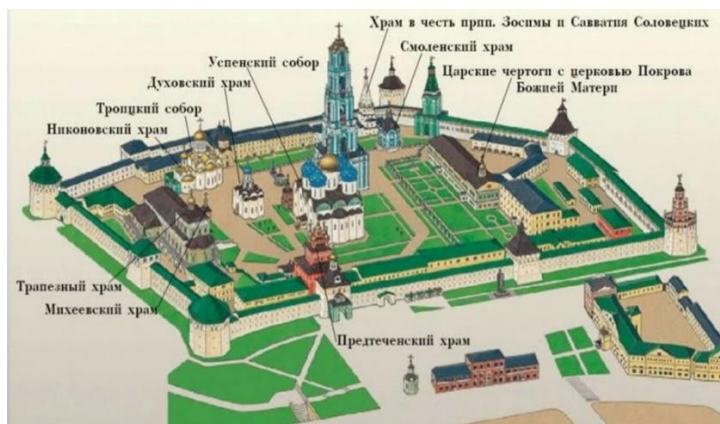 Храм в честь прпп. Зосимы и Савватия Соловецких
Смоленский храм
Успенский собор
Царские чертоги с церковью Покрова
Божией Матери
Духовский храм
Троицкий собор
Никоновский храм
Трапезный храм
Михеевский храм
Предтеченский храм